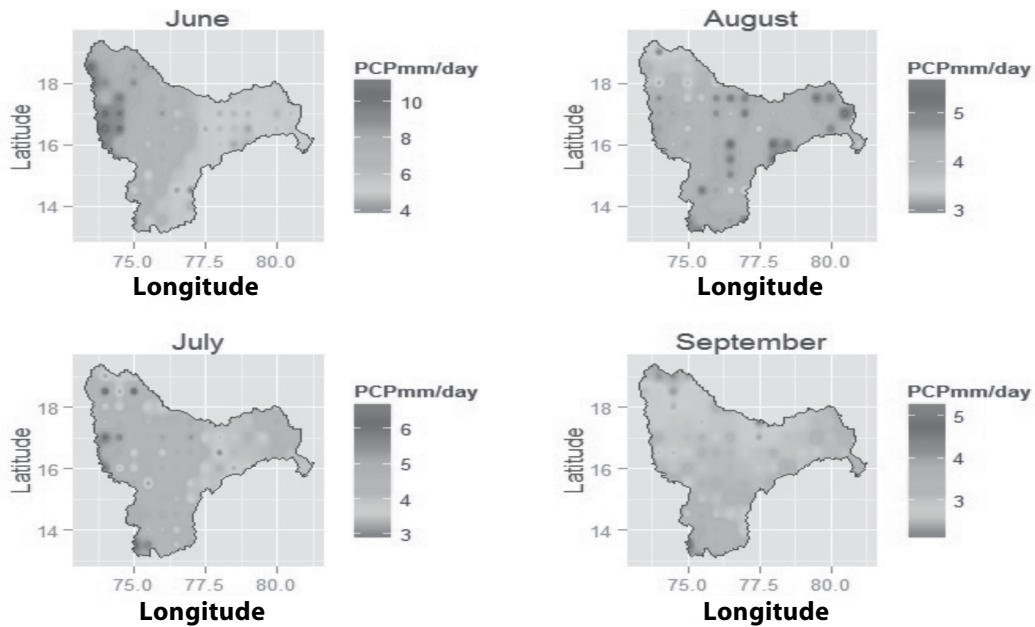 June
PCPmm/day
10
8
6
4
18
16
14
Latitude
75.0 77.5 80.0
Longitude
August
PCPmm/day
5
4
3
18
16
14
Latitude
75.0 77.5 80.0
Longitude
July
PCPmm/day
6
5
4
3
18
16
14
Latitude
75.0 77.5 80.0
Longitude
September
PCPmm/day
5
4
3
18
16
14
Latitude
75.0 77.5 80.0
Longitude